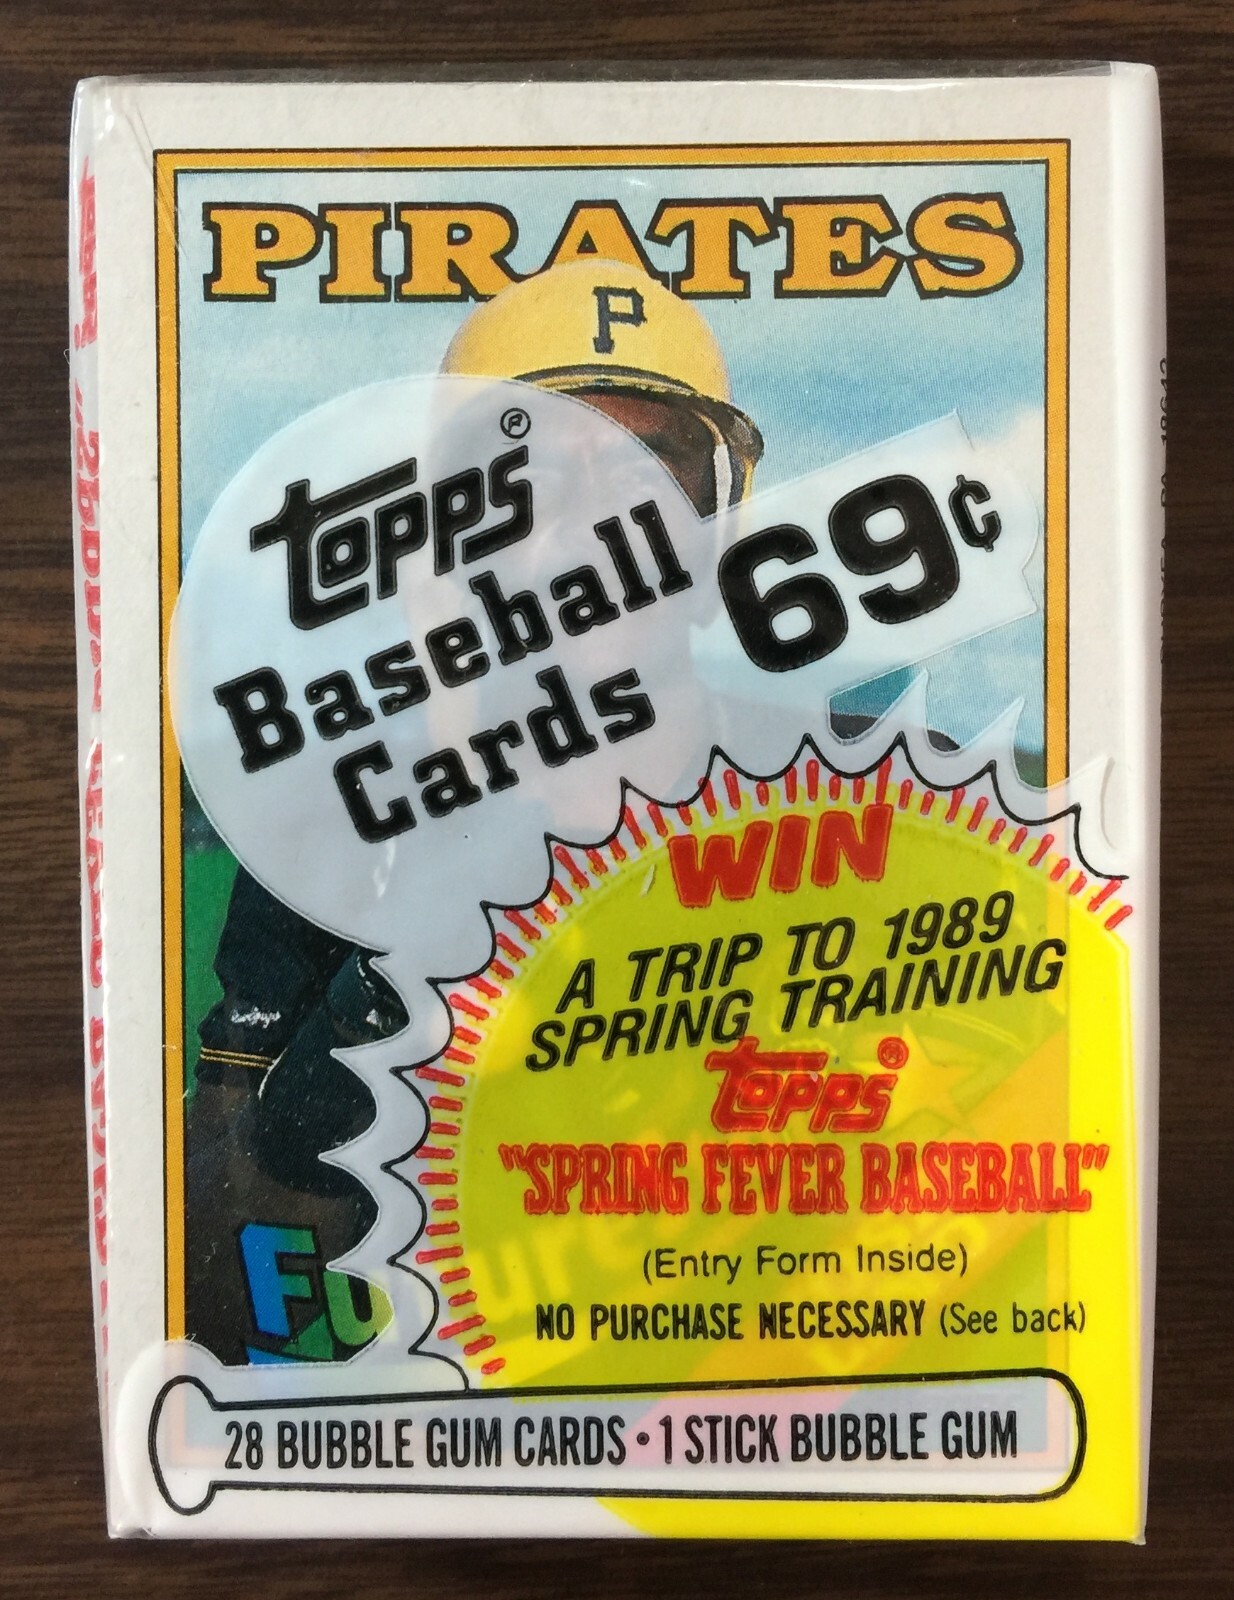 PIRATES
P
topps®
Baseball
Cards
69¢
WIN
A TRIP TO 1989
SPRING TRAINING
topps®
"SPRING FEVER BASEBALL"
(Entry Form Inside)
NO PURCHASE NECESSARY (See back)
28 BUBBLE GUM CARDS • 1 STICK BUBBLE GUM